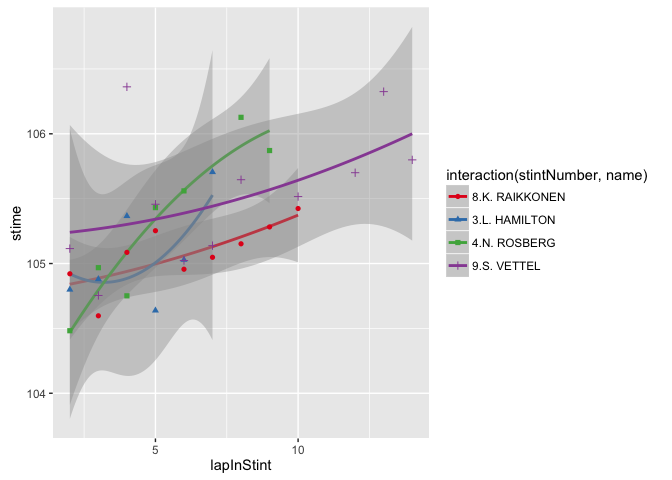 106
105
104
stime
5
10
lapInStint
interaction(stintNumber, name)
8.K. RAIKKONEN
3.L. HAMILTON
4.N. ROSBERG
9.S. VETTEL